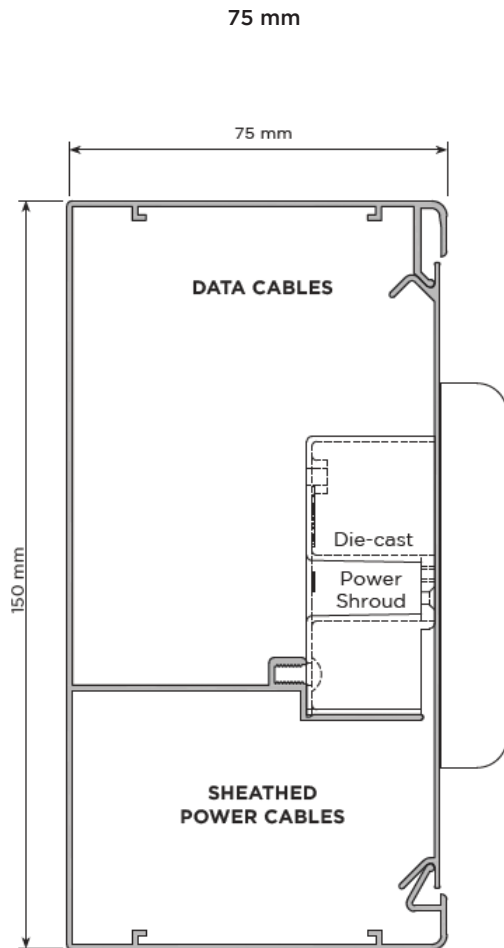 75 mm
75 mm
DATA CABLES
150 mm
Die-cast
Power
Shroud
SHEATHED
POWER CABLES